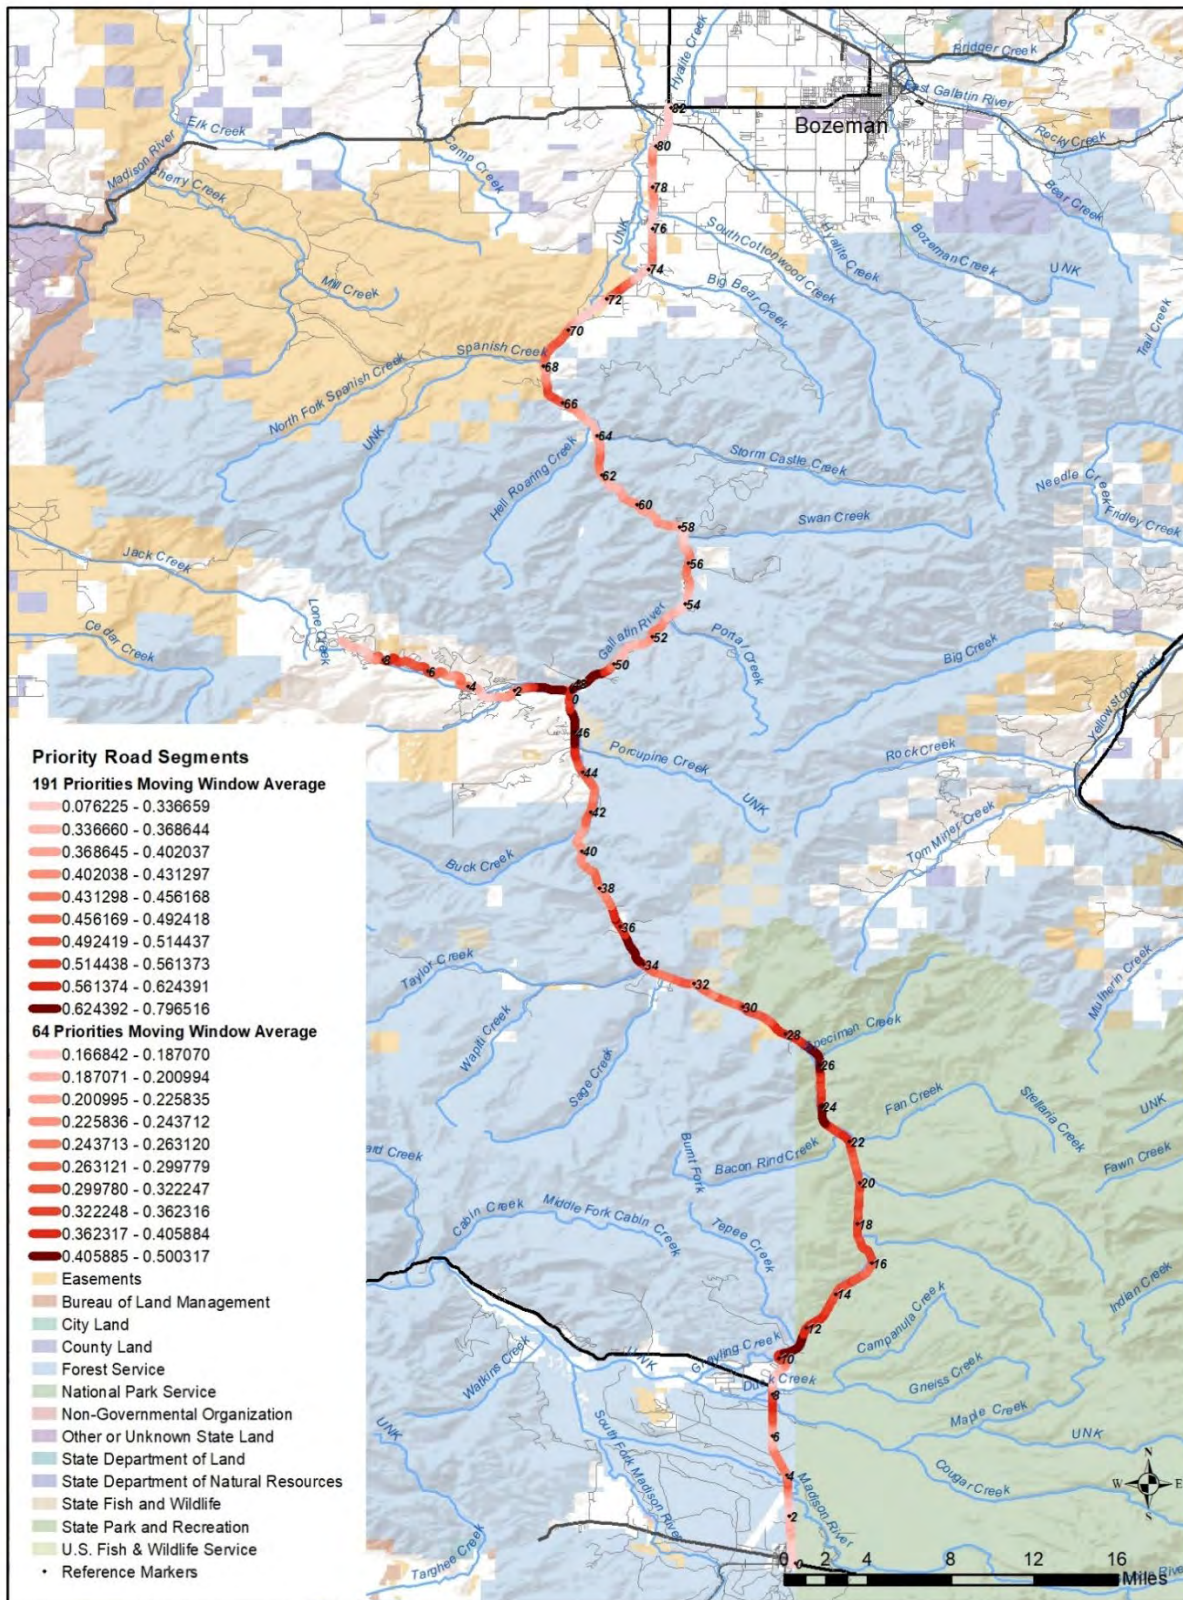 Hyalite Creek
Bridger Creek
East Gallatin River
82
Bozeman
Elk Creek
Rocky Creek
80
Camp Creek
Madison River
Cherry Creek
78
Bear Creek
UNK
76
South Cottonwood Creek
Hyalite Creek
Bozeman Creek
UNK
74
Mill Creek
Big Bear Creek
72
Trail Creek
70
Spanish Creek
68
North Fork Spanish Creek
66
UNK
64
Hell Roaring Creek
Storm Castle Creek
62
Needle Creek
60
Swan Creek
Fridley Creek
58
Jack Creek
56
Lone Creek
54
Cedar Creek
Gallatin River
52
Portal Creek
Big Creek
8
6
50
4
2
48
0
Yellowstone River
46
Porcupine Creek
Rock Creek
44
UNK
42
Tom Miner Creek
40
Buck Creek
38
36
34
Taylor Creek
32
Mulherin Creek
30
28
Specimen Creek
Wapiti Creek
26
Sage Creek
24
Fan Creek
Stellaria Creek
UNK
22
Burnt Fork
Bacon Rind Creek
Fawn Creek
ard Creek
20
Cabin Creek
Middle Fork Cabin Creek
18
Tepee Creek
16
Indian Creek
14
12
Campanula Creek
Grayling Creek
10
UNK
Watkins Creek
Duck Creek
Gneiss Creek
8
Maple Creek
UNK
UNK
6
South Fork Madison River
Cougar Creek
4
Madison River
2
Targhee Creek
0
Priority Road Segments
191 Priorities Moving Window Average
0.076225 - 0.336659
0.336660 - 0.368644
0.368645 - 0.402037
0.402038 - 0.431297
0.431298 - 0.456168
0.456169 - 0.492418
0.492419 - 0.514437
0.514438 - 0.561373
0.561374 - 0.624391
0.624392 - 0.796516
64 Priorities Moving Window Average
0.166842 - 0.187070
0.187071 - 0.200994
0.200995 - 0.225835
0.225836 - 0.243712
0.243713 - 0.263120
0.263121 - 0.299779
0.299780 - 0.322247
0.322248 - 0.362316
0.362317 - 0.405884
0.405885 - 0.500317
Easements
Bureau of Land Management
City Land
County Land
Forest Service
National Park Service
Non-Governmental Organization
Other or Unknown State Land
State Department of Land
State Department of Natural Resources
State Fish and Wildlife
State Park and Recreation
U.S. Fish & Wildlife Service
Reference Markers
N
W E
S
0 2 4 8 12 16
Miles